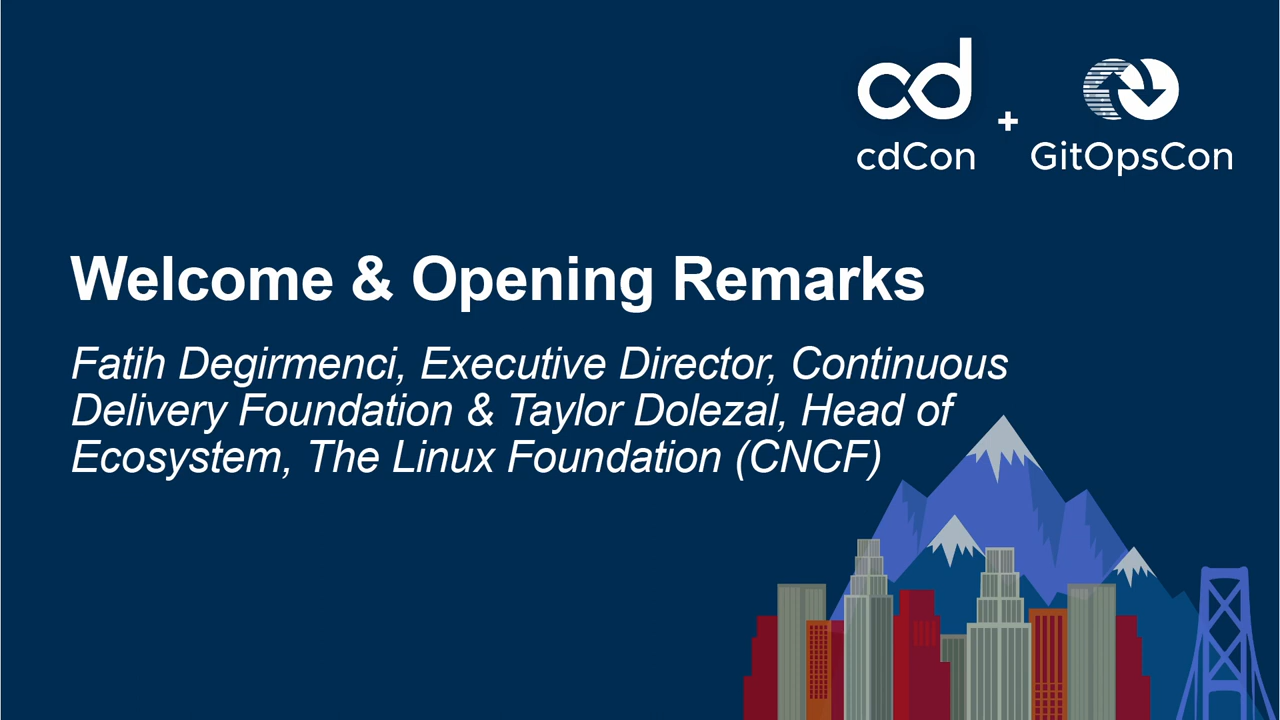 cd
cdCon
+
GitOpsCon
Welcome & Opening Remarks
Fatih Degirmenci, Executive Director, Continuous
Delivery Foundation & Taylor Dolezal, Head of
Ecosystem, The Linux Foundation (CNCF)